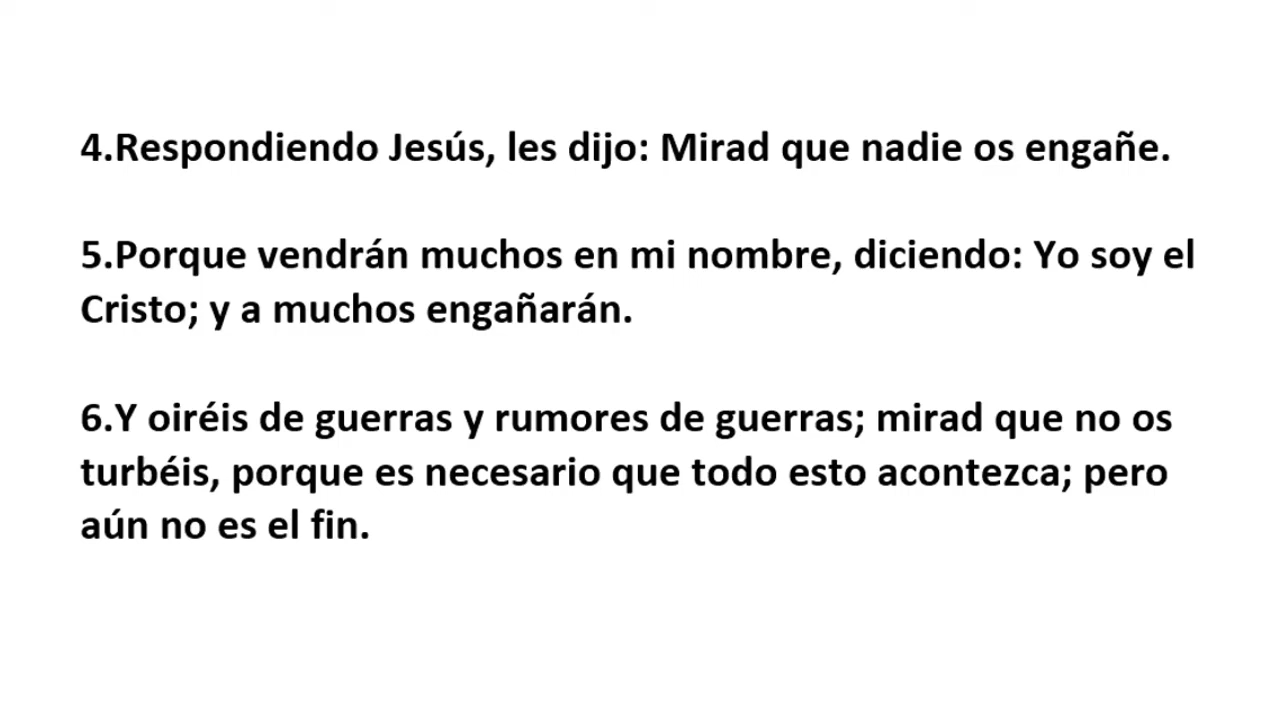 4.Respondiendo Jesús, les dijo: Mirad que nadie os engañe.
5.Porque vendrán muchos en mi nombre, diciendo: Yo soy el
Cristo; y a muchos engañarán.
6.Y oiréis de guerras y rumores de guerras; mirad que no os
turbéis, porque es necesario que todo esto acontezca; pero
aún no es el fin.